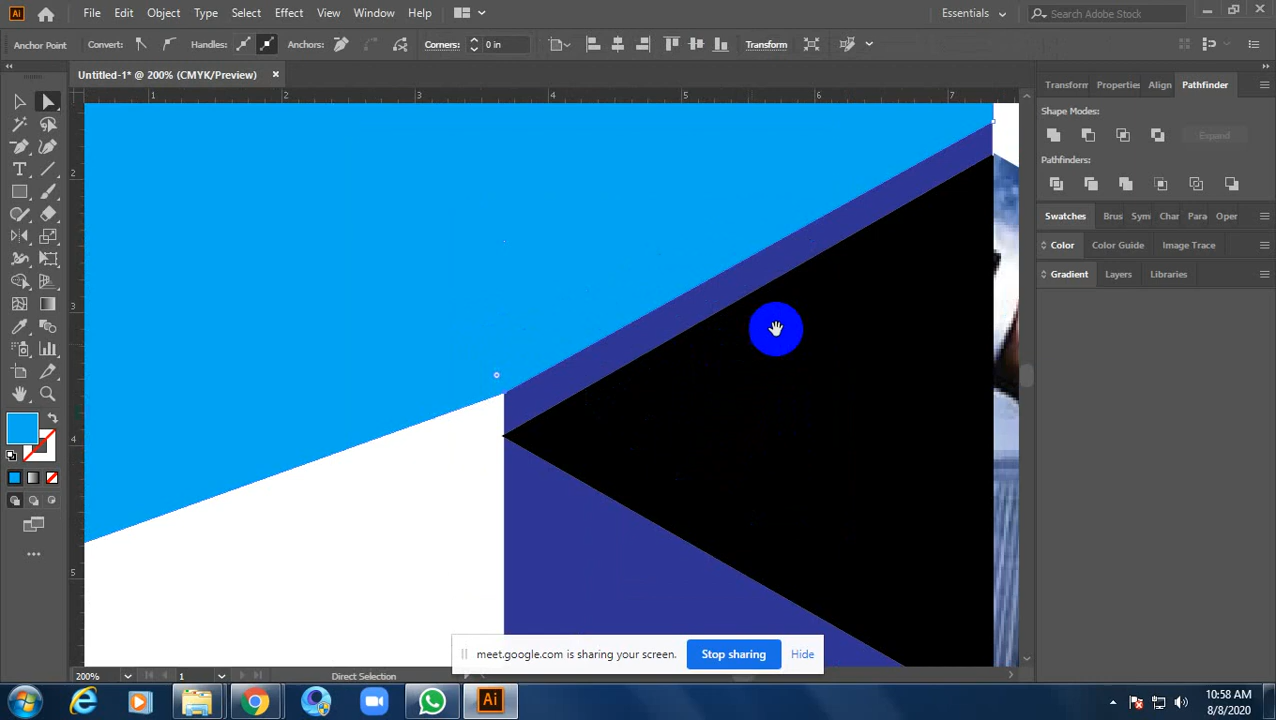 Ai File Edit Object Type Select Effect View Window Help Essentials Search Adobe Stock
Anchor Point Convert: Handles: Anchors: Corners: 0 in Transform
Untitled-1* @ 200% (CMYK/Preview)
Transform Properties Align Pathfinder
1 2 3 4 5 6 7
Shape Modes:
Expand
Pathfinders:
2
Swatches Brus Sym Char Para Oper
Color Color Guide Image Trace
Gradient Layers Libraries
3
4
5
meet.google.com is sharing your screen. Stop sharing Hide
200% 1 Direct Selection
Ai
10:58 AM
8/8/2020